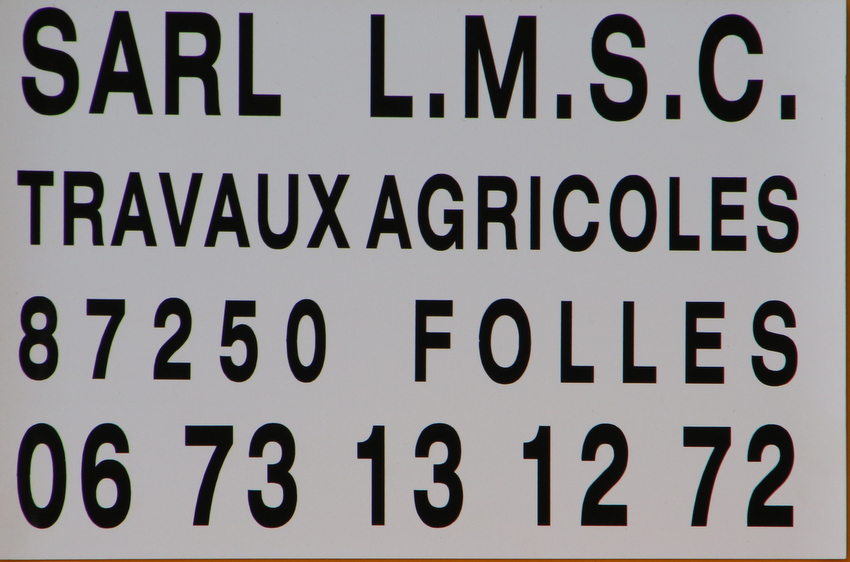 SARL L.M.S.C.
TRAVAUX AGRICOLES
87250 FOLLES
06 73 13 12 72